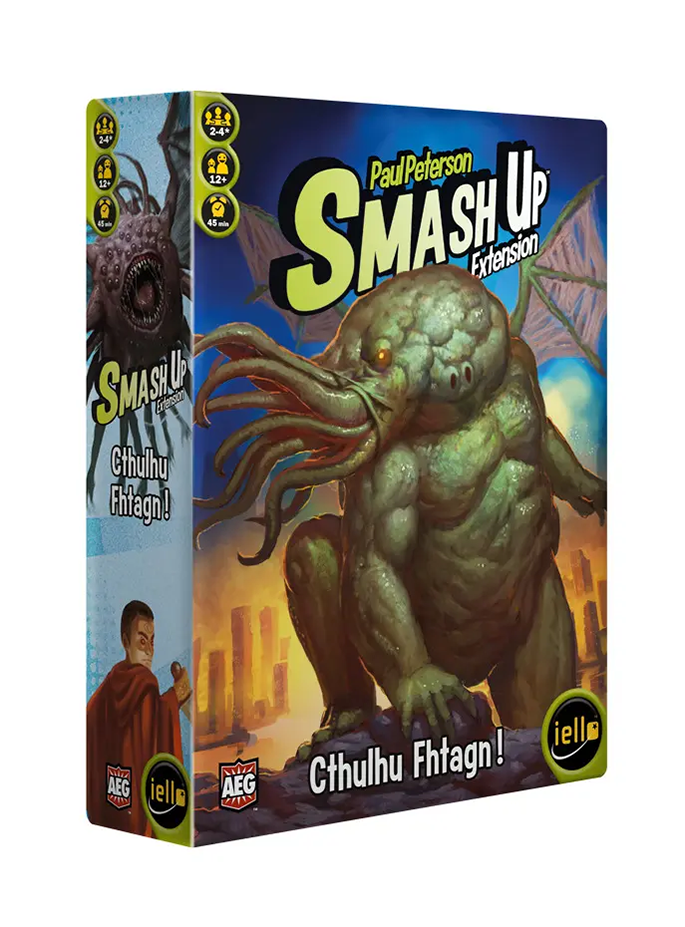 2-4*
12+
45 min
SMASH UP
Extension
Cthulhu
Fhtagn !
AEG
iello
2-4*
12+
45 min
Paul Peterson
SMASH UP™
Extension
Cthulhu Fhtagn !
AEG
iello